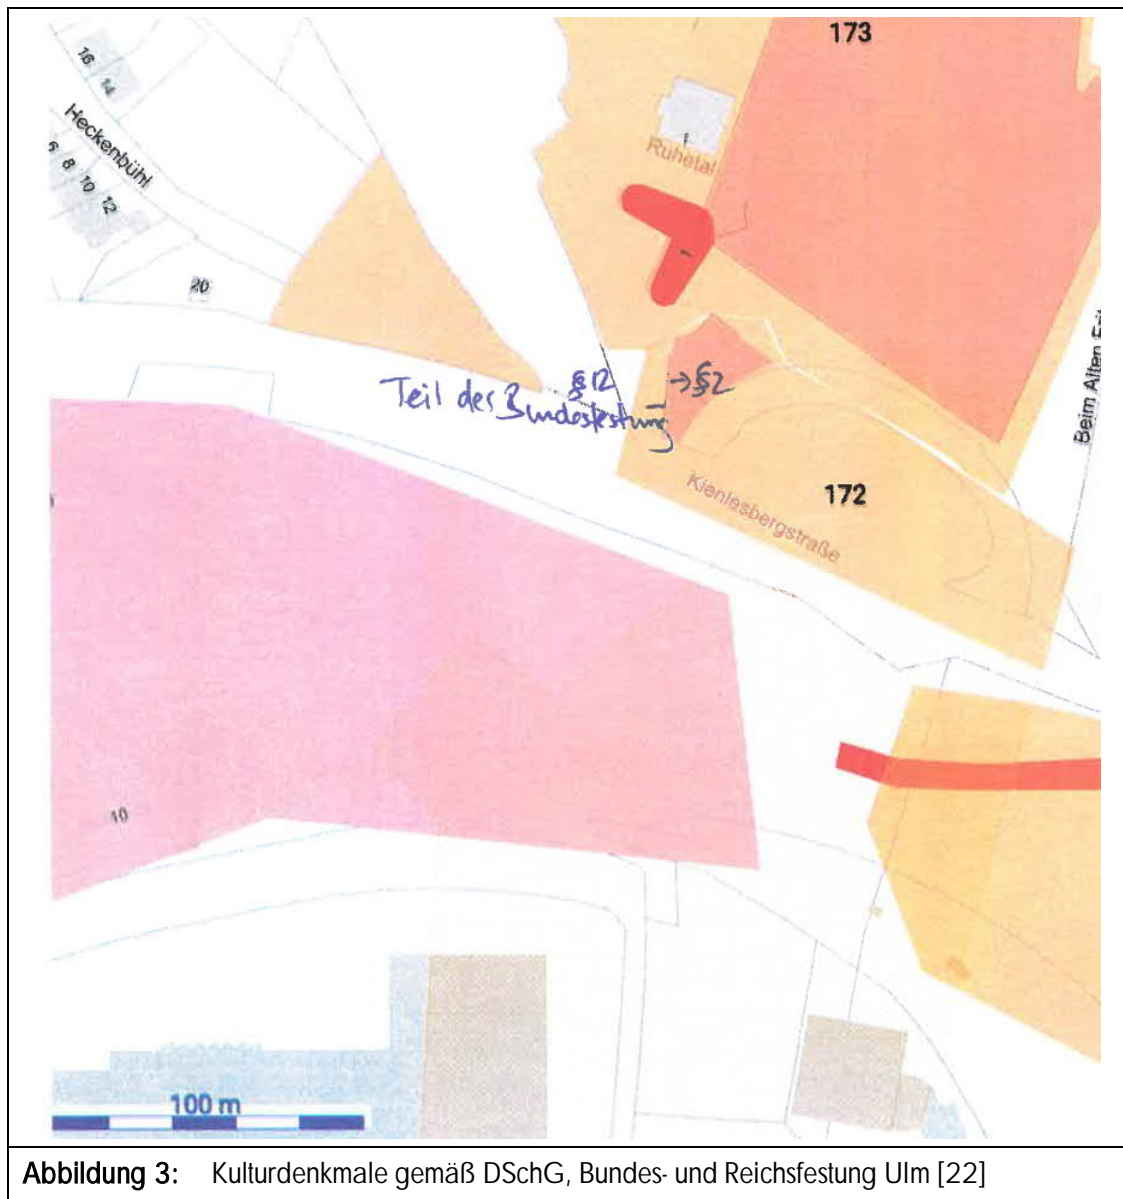 173
16
14
Heckenbühl
6
8
10
12
20
Ruhetal
Beim Alten
§12
→§2
Teil der Bundesfestung
172
Kienlesbergstraße
10
100 m
Abbildung 3: Kulturdenkmale gemäß DSchG, Bundes- und Reichsfestung Ulm [22]